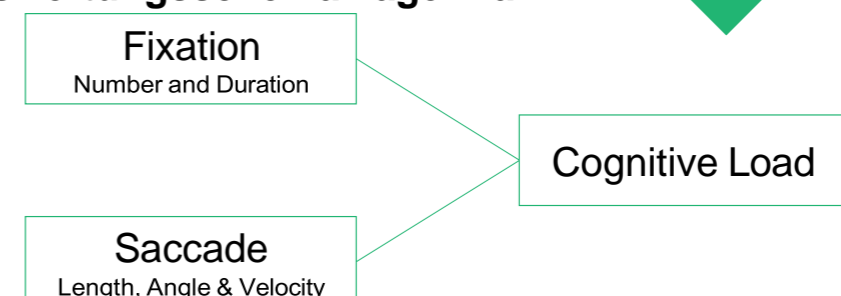 Fixation
Number and Duration
Cognitive Load
Saccade
Length, Angle & Velocity